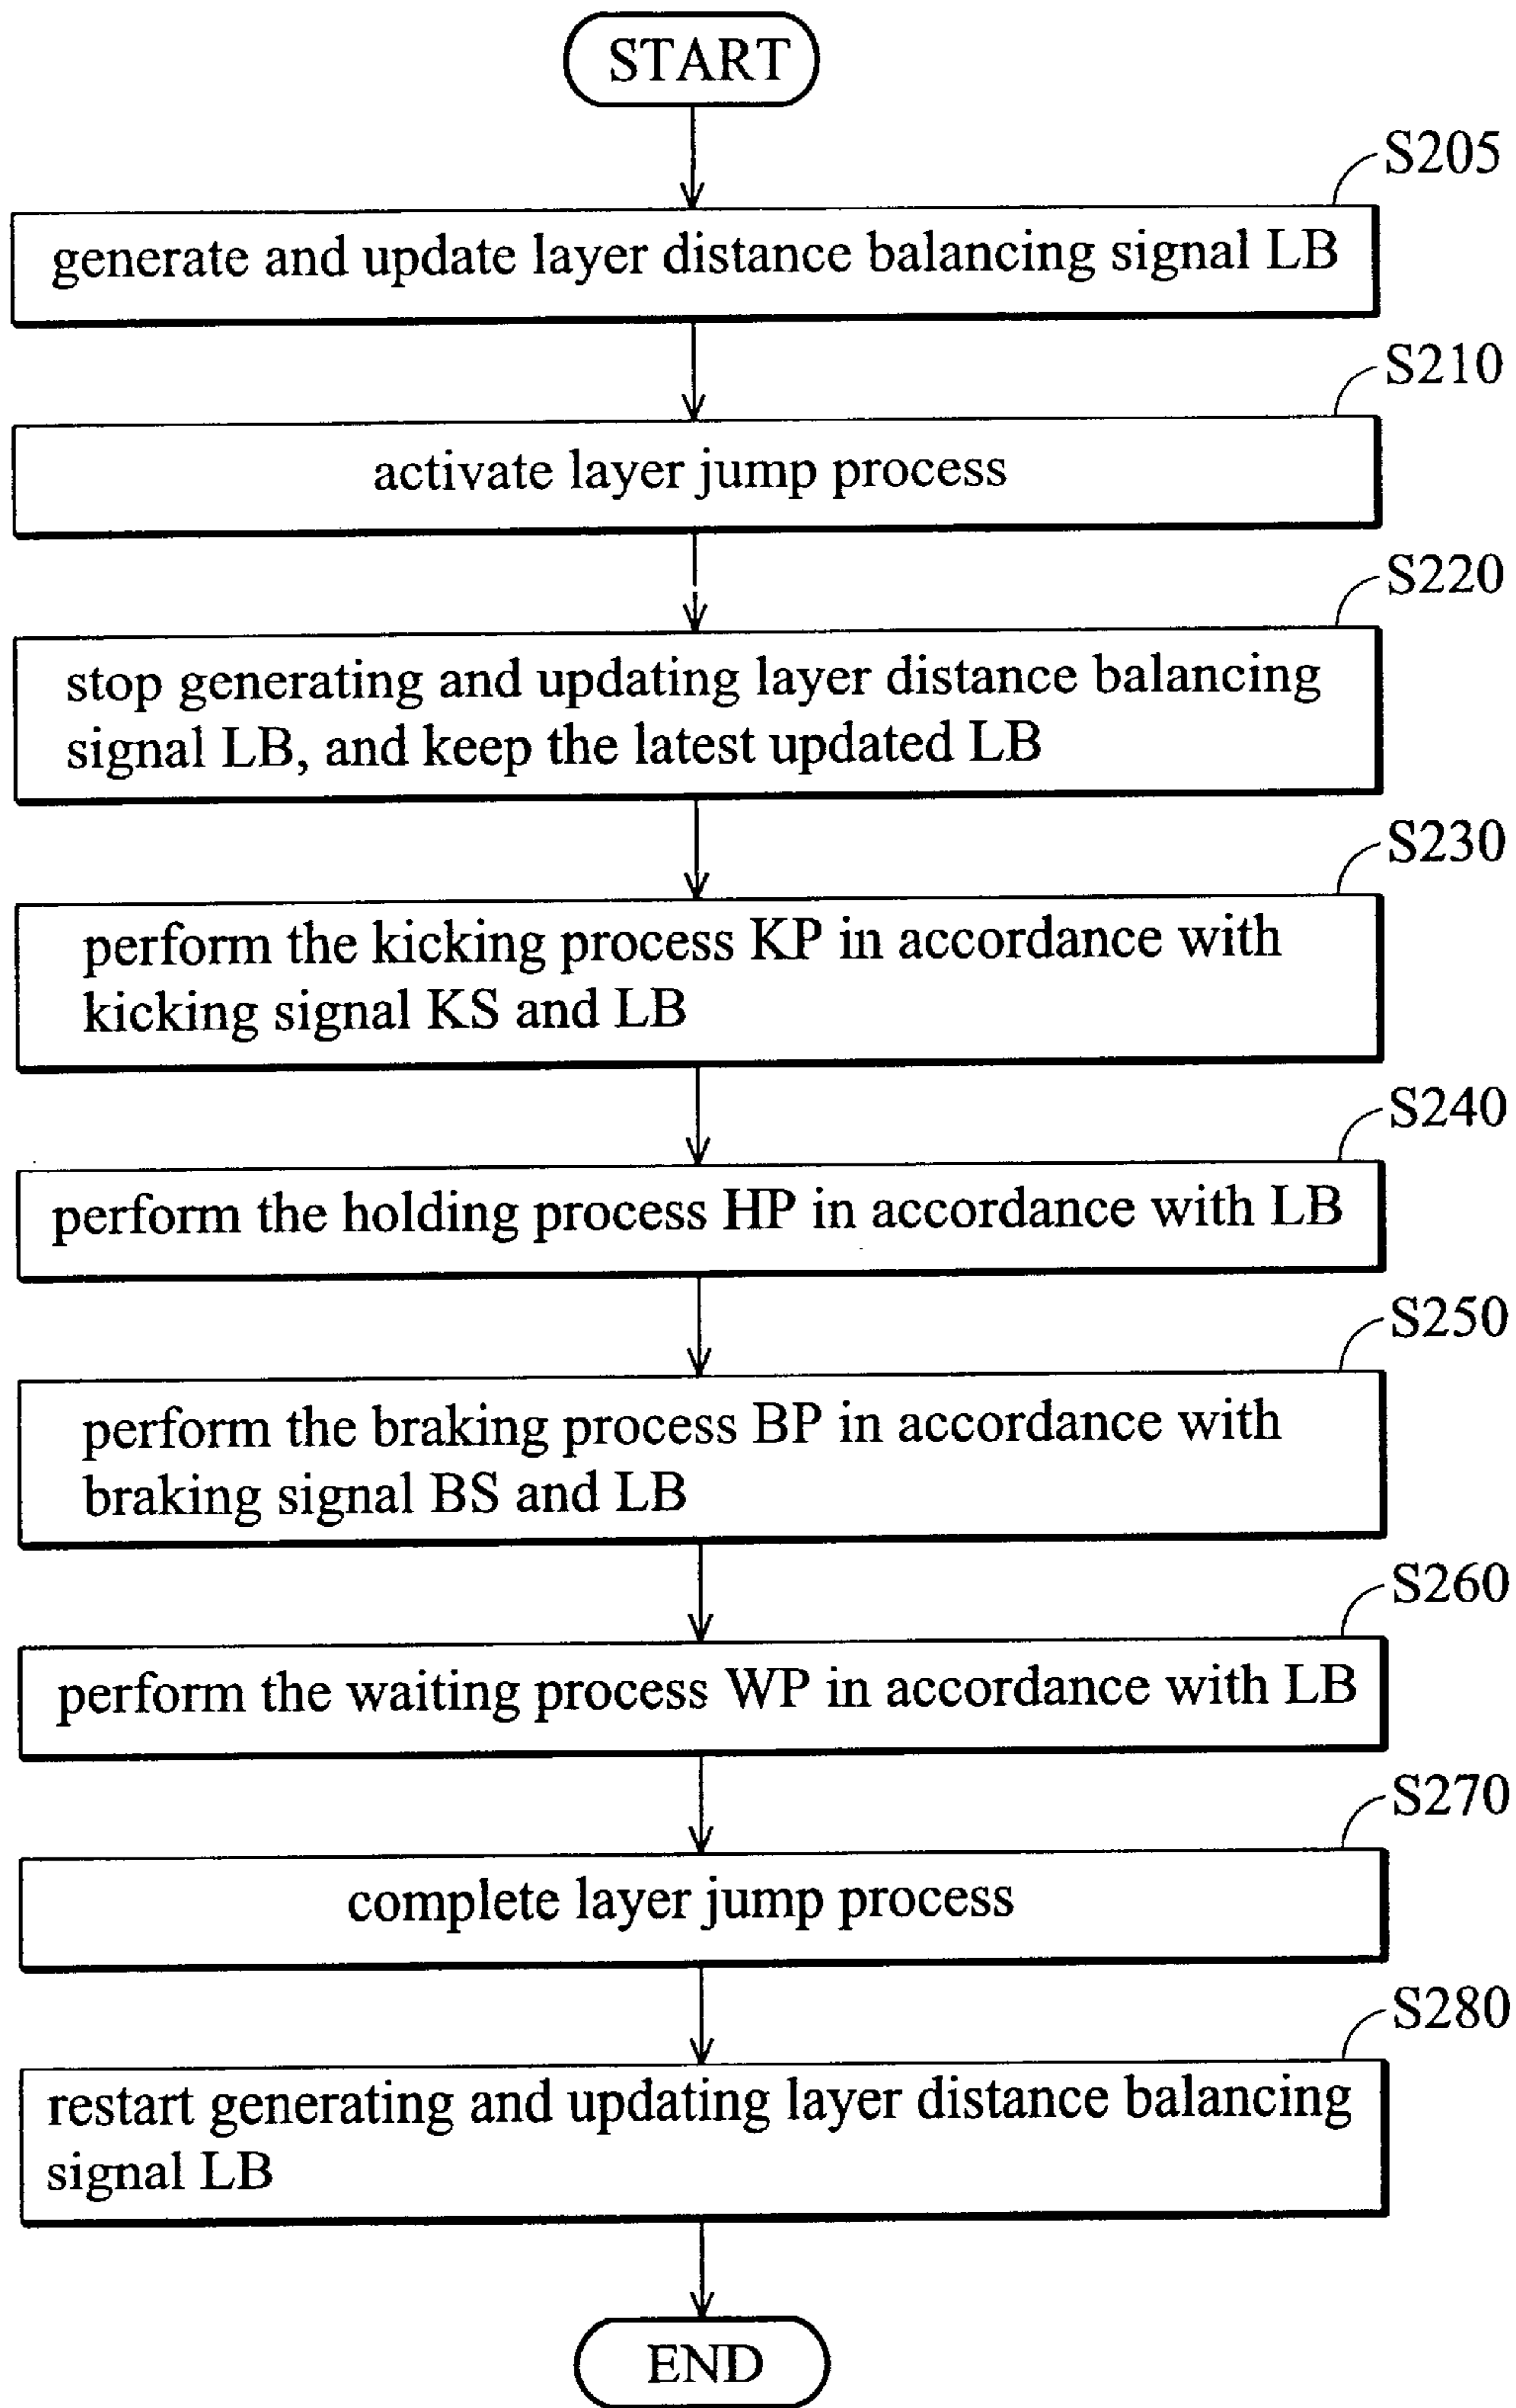 START
S205
generate and update layer distance balancing signal LB
S210
activate layer jump process
S220
stop generating and updating layer distance balancing
signal LB, and keep the latest updated LB
S230
perform the kicking process KP in accordance with
kicking signal KS and LB
S240
perform the holding process HP in accordance with LB
S250
perform the braking process BP in accordance with
braking signal BS and LB
S260
perform the waiting process WP in accordance with LB
S270
complete layer jump process
S280
restart generating and updating layer distance balancing
signal LB
END